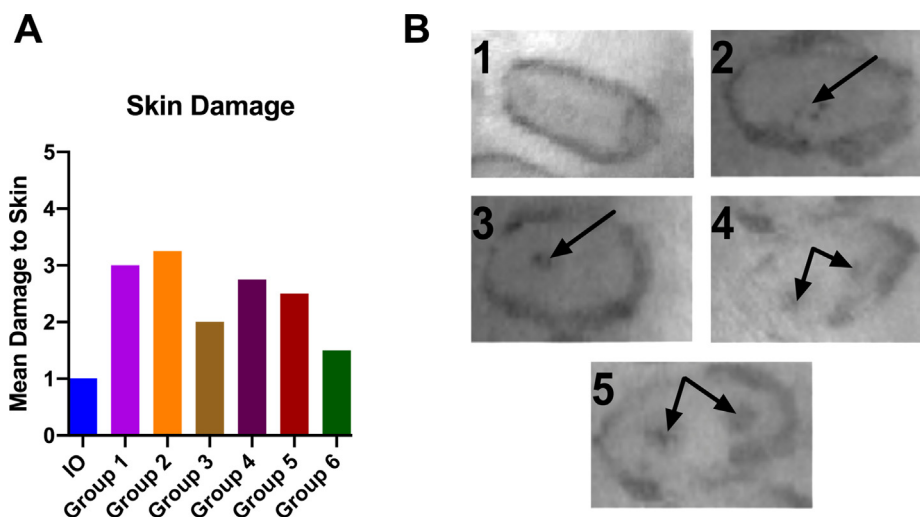 A
Skin Damage
Mean Damage to Skin
5
4
3
2
1
0
IO
Group 1
Group 2
Group 3
Group 4
Group 5
Group 6
B
1
2
3
4
5